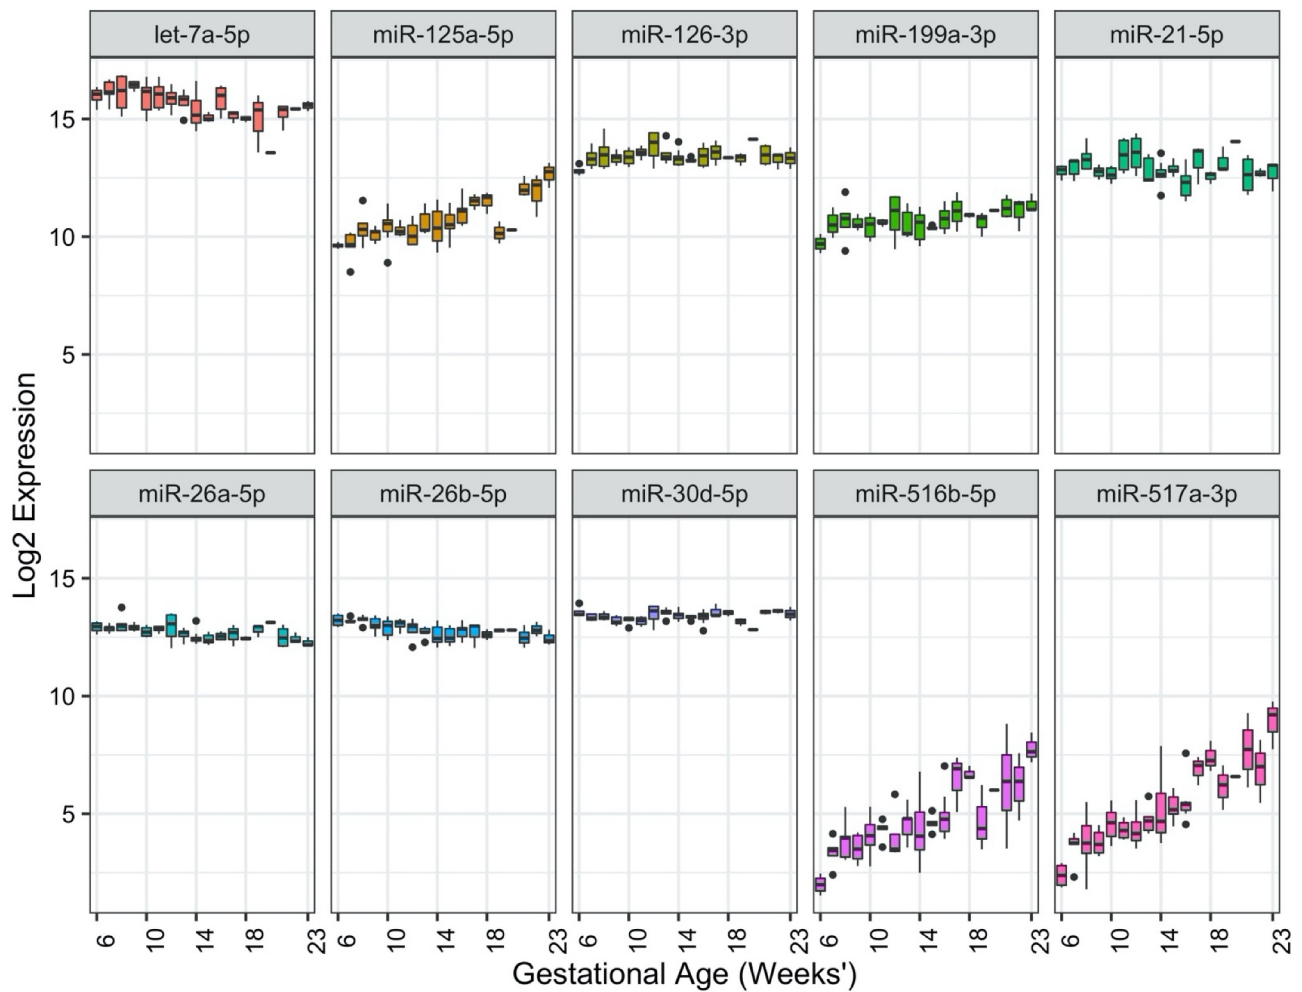 let-7a-5p miR-125a-5p miR-126-3p miR-199a-3p miR-21-5p
15
10
5
Log2 Expression
miR-26a-5p miR-26b-5p miR-30d-5p miR-516b-5p miR-517a-3p
15
10
5
6 10 14 18 23 6 10 14 18 23 6 10 14 18 23 6 10 14 18 23 6 10 14 18 23
Gestational Age (Weeks')